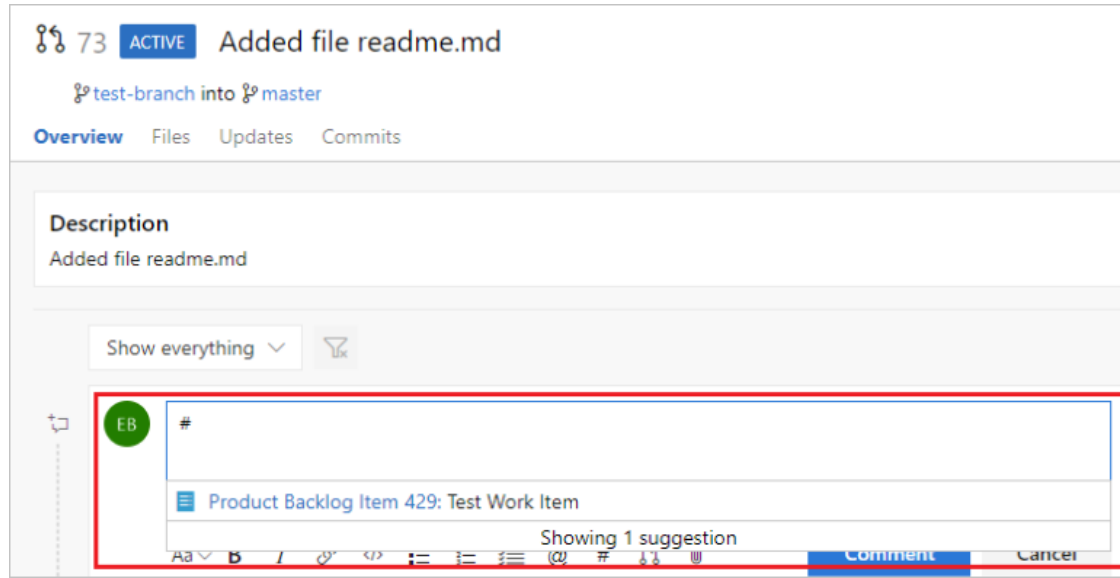 73 ACTIVE Added file readme.md
test-branch into master
Overview Files Updates Commits
Description
Added file readme.md
Show everything
EB #
Product Backlog Item 429: Test Work Item
Showing 1 suggestion
Aa B I </> @ # Comment Cancel